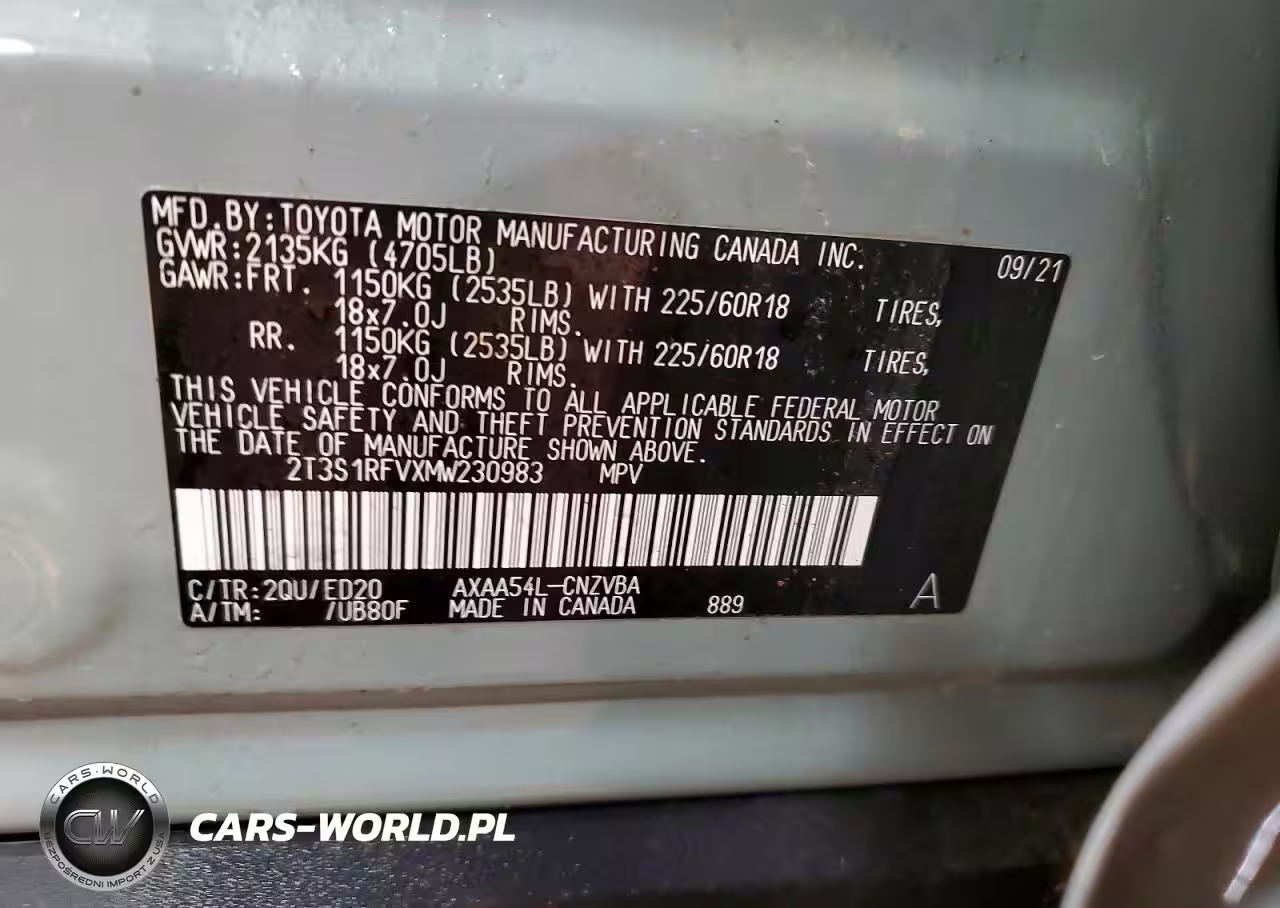 MFD.BY:TOYOTA MOTOR MANUFACTURING CANADA INC. 09/21
GVWR:2135KG (4705LB)
GAWR:FRT. 1150KG (2535LB) WITH 225/60R18 TIRES,
18x7.0J RIMS.
RR. 1150KG (2535LB) WITH 225/60R18 TIRES,
18x7.0J RIMS.
THIS VEHICLE CONFORMS TO ALL APPLICABLE FEDERAL MOTOR
VEHICLE SAFETY AND THEFT PREVENTION STANDARDS IN EFFECT ON
THE DATE OF MANUFACTURE SHOWN ABOVE.
2T3S1RFVXMW230983 MPV
C/TR:2QU/ED20 AXAA54L-CNZVBA
A/TM: /UB80F MADE IN CANADA 889 A
CARS-WORLD
CW
BEZPOŚREDNI IMPORT Z USA
CARS-WORLD.PL